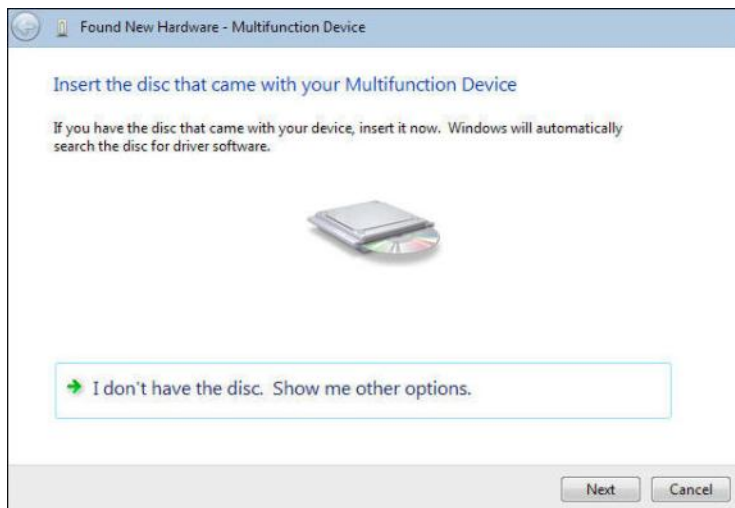 Found New Hardware - Multifunction Device
Insert the disc that came with your Multifunction Device
If you have the disc that came with your device, insert it now.  Windows will automatically
search the disc for driver software.
I don't have the disc.  Show me other options.
Next Cancel